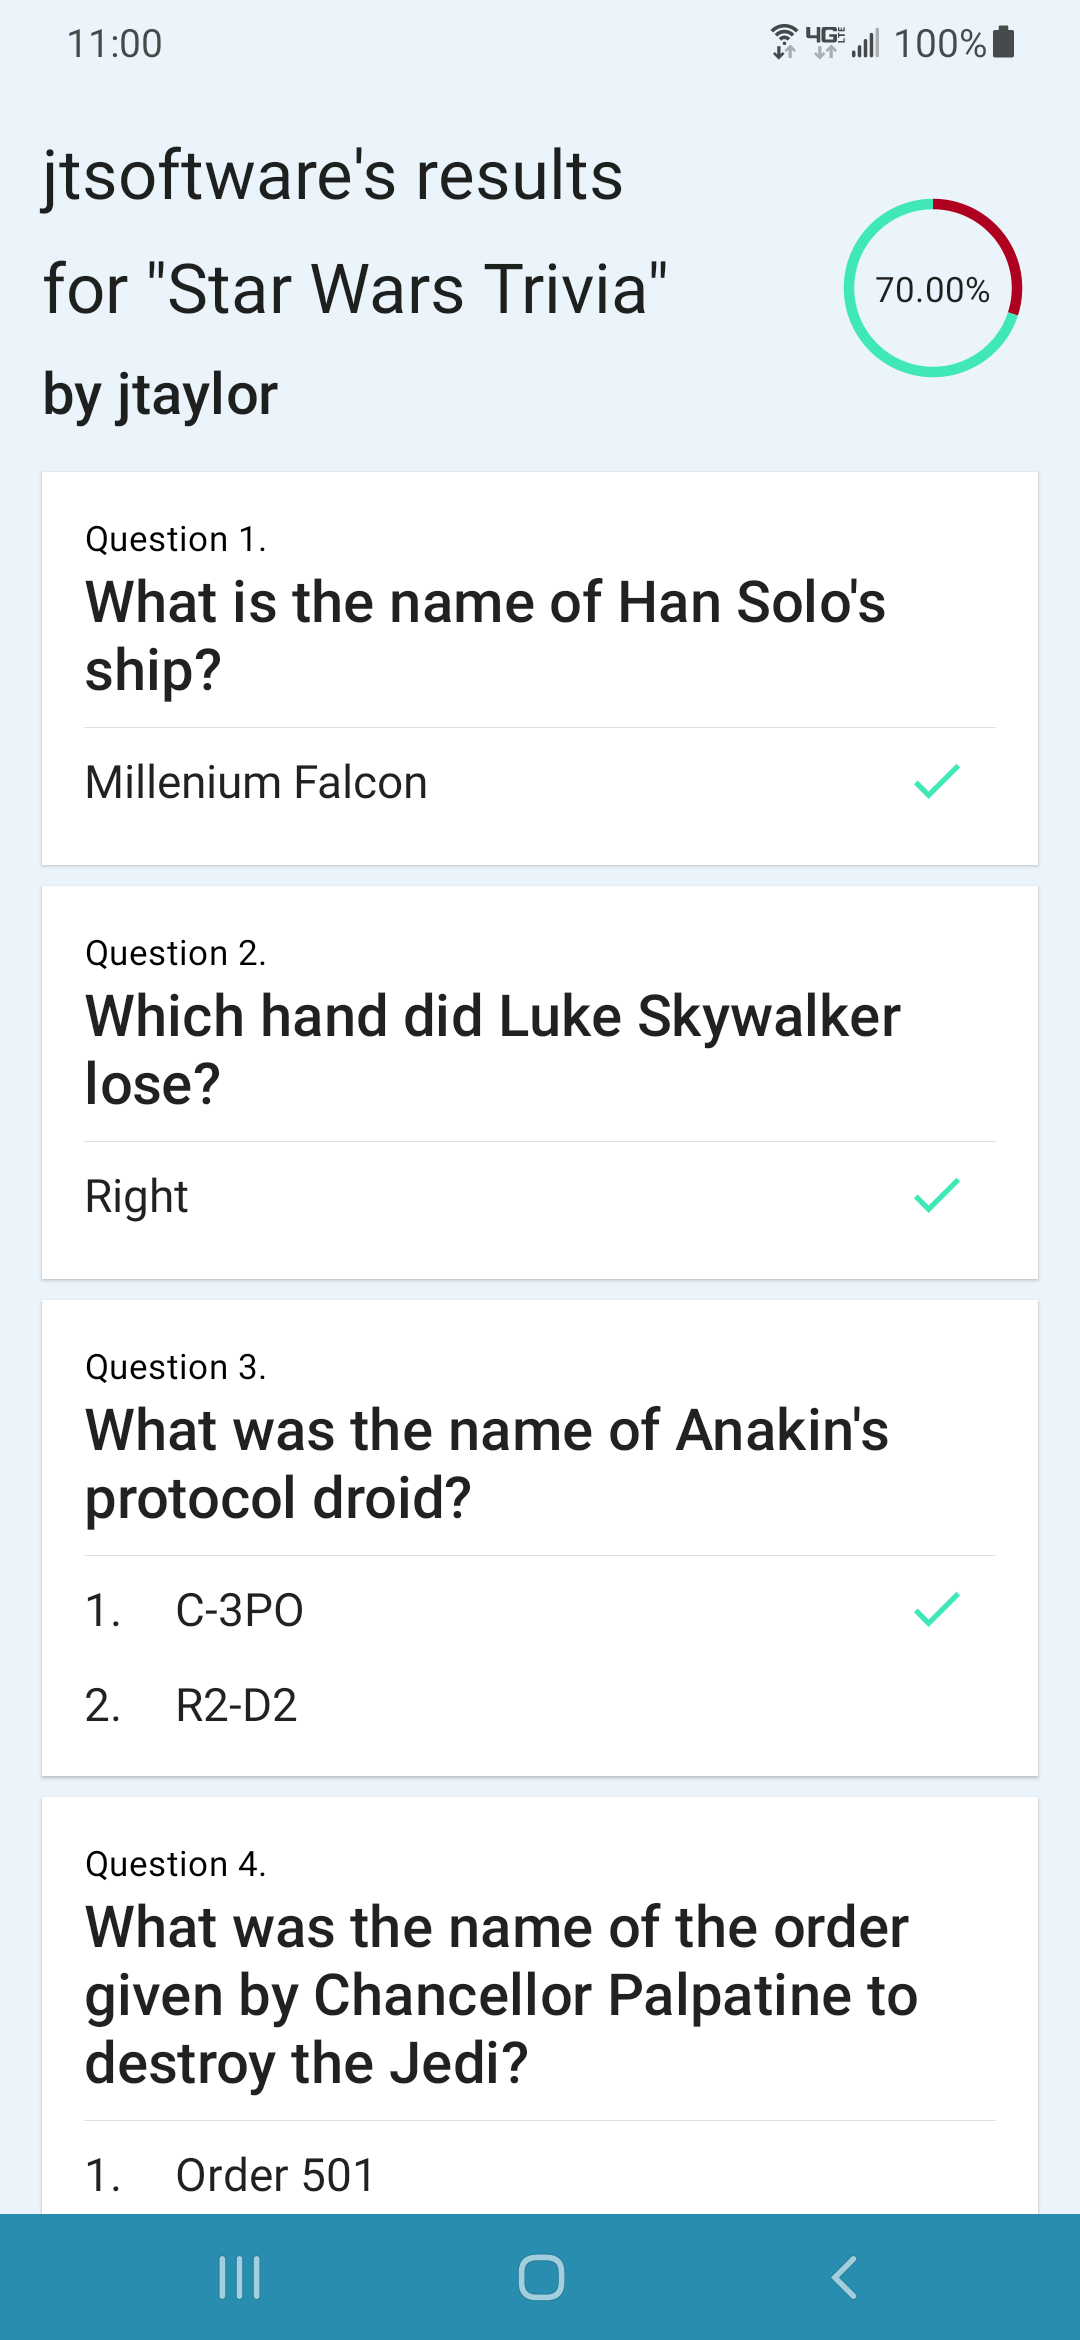 11:00 4G LTE 100%
jtsoftware's results
for "Star Wars Trivia"
70.00%
by jtaylor
Question 1.
What is the name of Han Solo's
ship?
Millenium Falcon
Question 2.
Which hand did Luke Skywalker
lose?
Right
Question 3.
What was the name of Anakin's
protocol droid?
1. C-3PO
2. R2-D2
Question 4.
What was the name of the order
given by Chancellor Palpatine to
destroy the Jedi?
1. Order 501